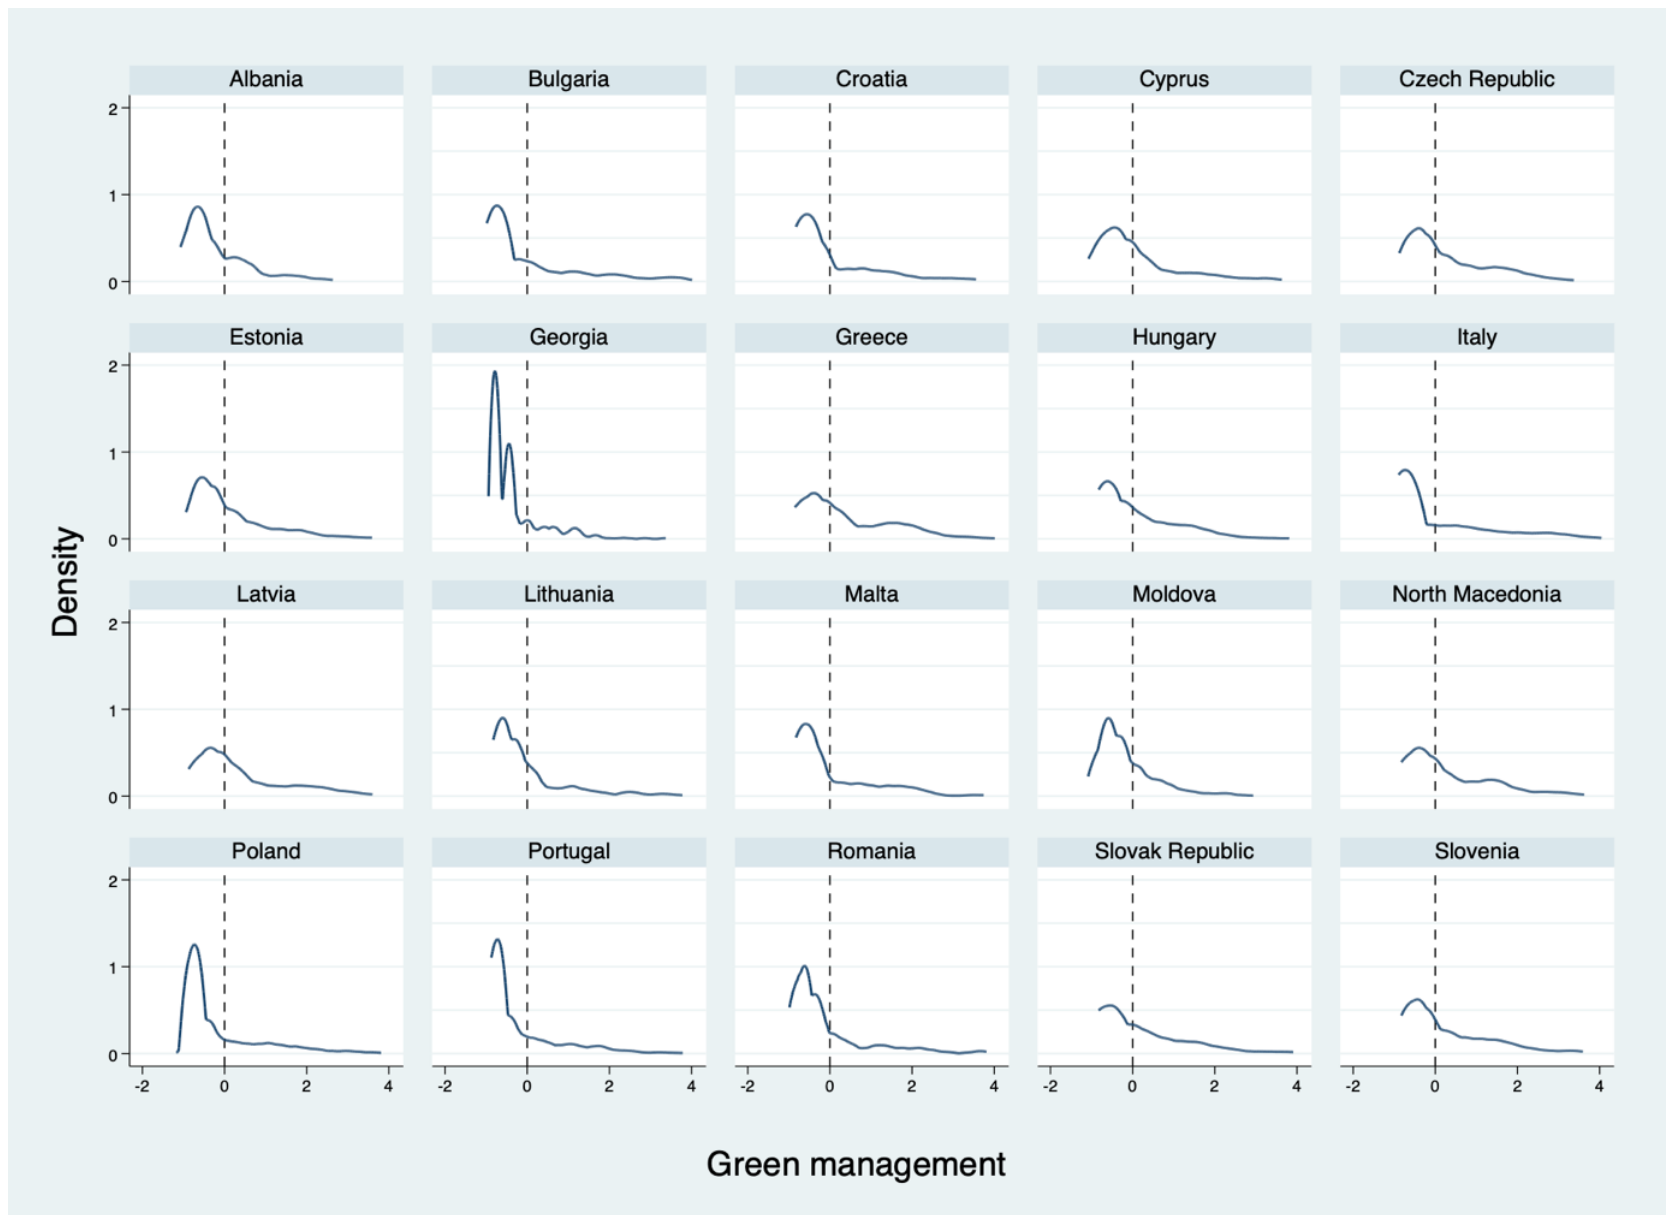 Albania Bulgaria Croatia Cyprus Czech Republic
2
1
0
Estonia Georgia Greece Hungary Italy
2
1
0
Density
Latvia Lithuania Malta Moldova North Macedonia
2
1
0
Poland Portugal Romania Slovak Republic Slovenia
2
1
0
-2 0 2 4 -2 0 2 4 -2 0 2 4 -2 0 2 4 -2 0 2 4
Green management